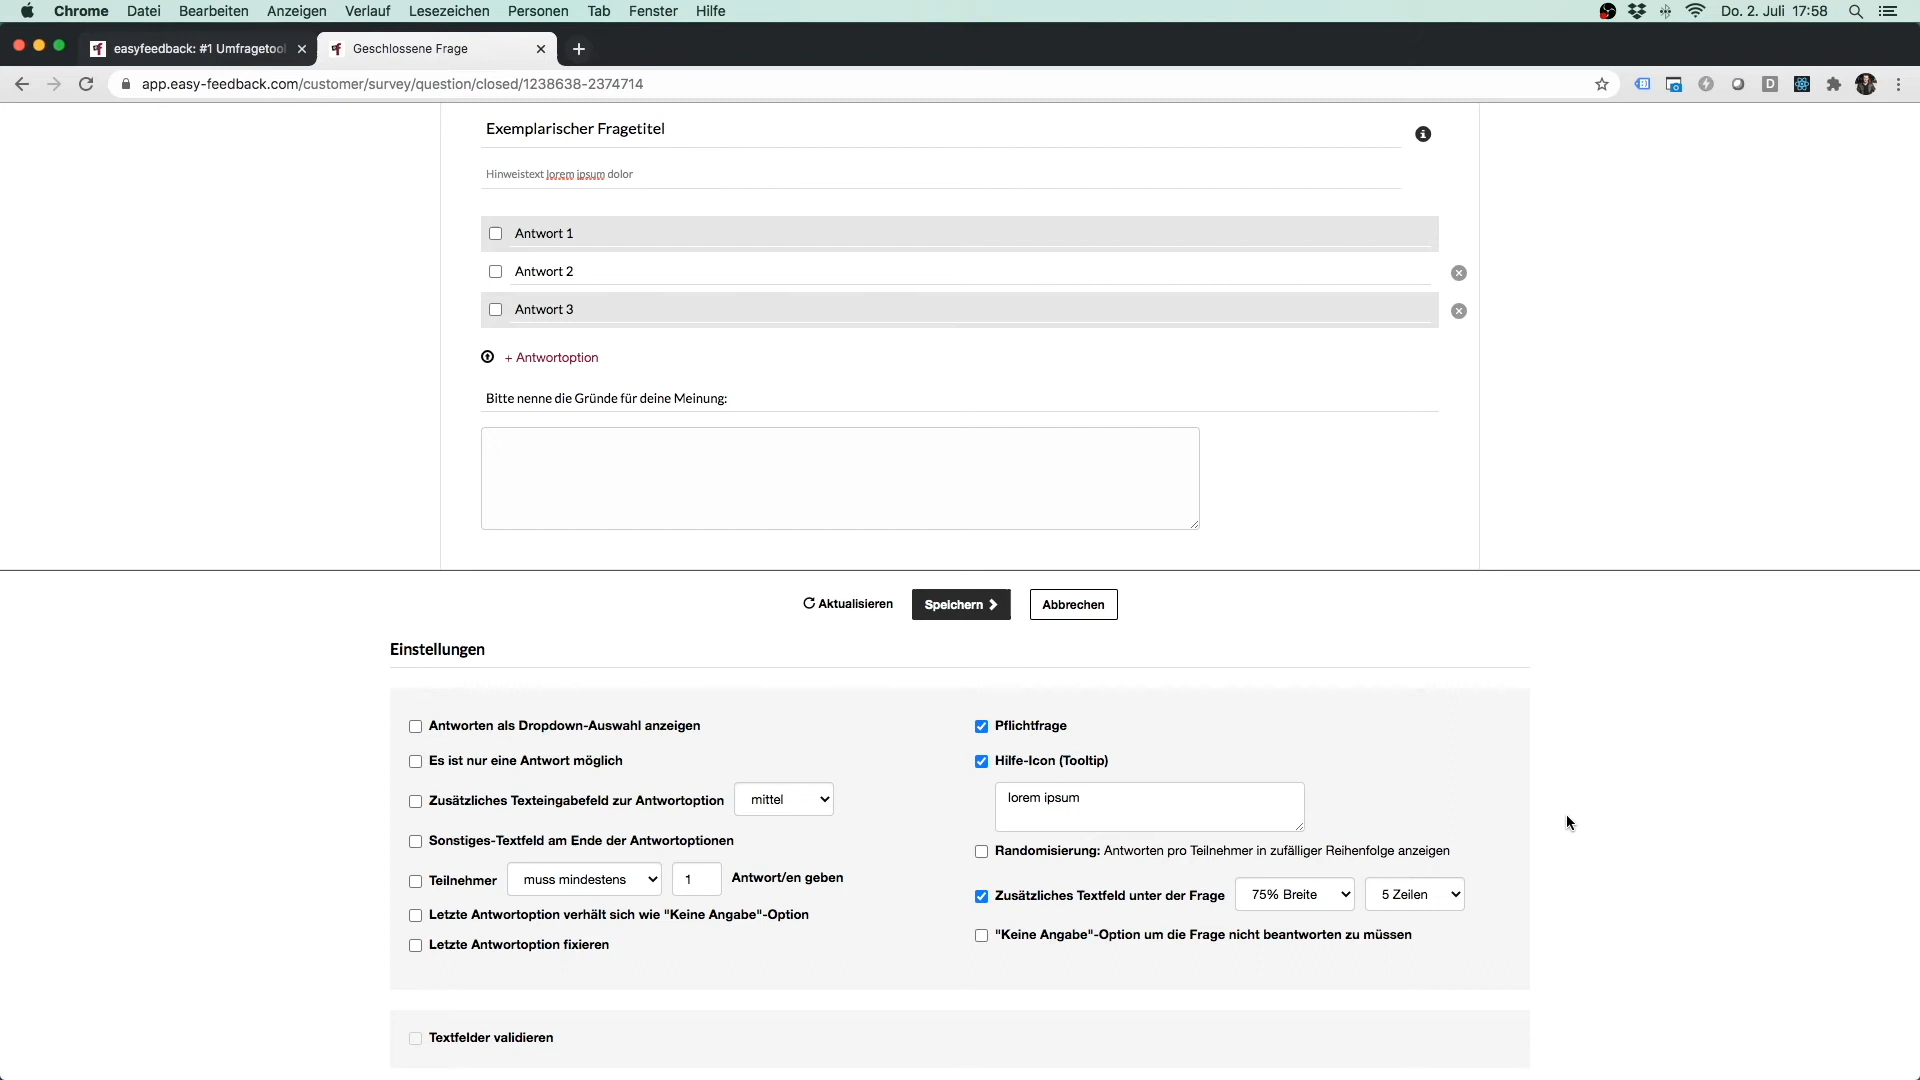 Chrome Datei Bearbeiten Anzeigen Verlauf Lesezeichen Personen Tab Fenster Hilfe Do. 2. Juli 17:58
easyfeedback: #1 Umfragetool Geschlossene Frage
app.easy-feedback.com/customer/survey/question/closed/1238638-2374714
Exemplarischer Fragetitel
Hinweistext lorem ipsum dolor
Antwort 1
Antwort 2
Antwort 3
+ Antwortoption
Bitte nenne die Gründe für deine Meinung:
Aktualisieren Speichern Abbrechen
Einstellungen
Antworten als Dropdown-Auswahl anzeigen
Es ist nur eine Antwort möglich
Zusätzliches Texteingabefeld zur Antwortoption mittel
Sonstiges-Textfeld am Ende der Antwortoptionen
Teilnehmer muss mindestens 1 Antwort/en geben
Letzte Antwortoption verhält sich wie "Keine Angabe"-Option
Letzte Antwortoption fixieren
Pflichtfrage
Hilfe-Icon (Tooltip)
lorem ipsum
Randomisierung: Antworten pro Teilnehmer in zufälliger Reihenfolge anzeigen
Zusätzliches Textfeld unter der Frage 75% Breite 5 Zeilen
"Keine Angabe"-Option um die Frage nicht beantworten zu müssen
Textfelder validieren